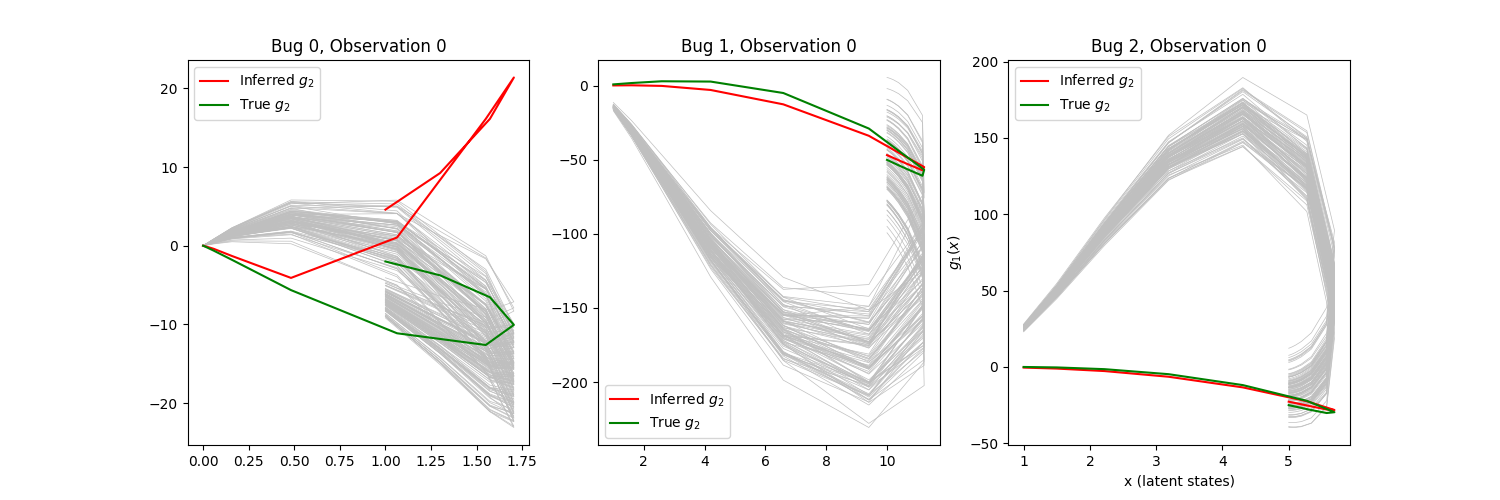 Bug 0, Observation 0
Inferred g₂
True g₂
20
10
0
−10
−20
0.00 0.25 0.50 0.75 1.00 1.25 1.50 1.75
Bug 1, Observation 0
0
−50
−100
−150
−200
Inferred g₂
True g₂
2 4 6 8 10
Bug 2, Observation 0
Inferred g₂
True g₂
g₁(x)
200
150
100
50
0
−50
1 2 3 4 5
x (latent states)